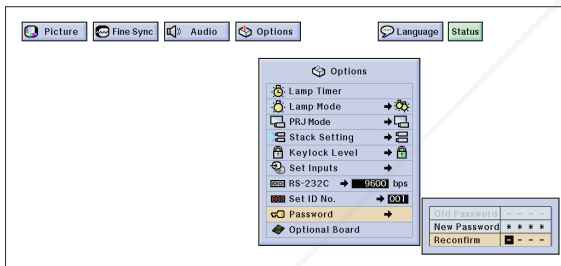 Picture Fine Sync Audio Options Language Status
Options
Lamp Timer
Lamp Mode
PRJ Mode
Stack Setting
Keylock Level
Set Inputs
RS-232C 9600 bps
Set ID No. 001
Password
Optional Board
Old Password - - - -
New Password * * * *
Reconfirm - - - -